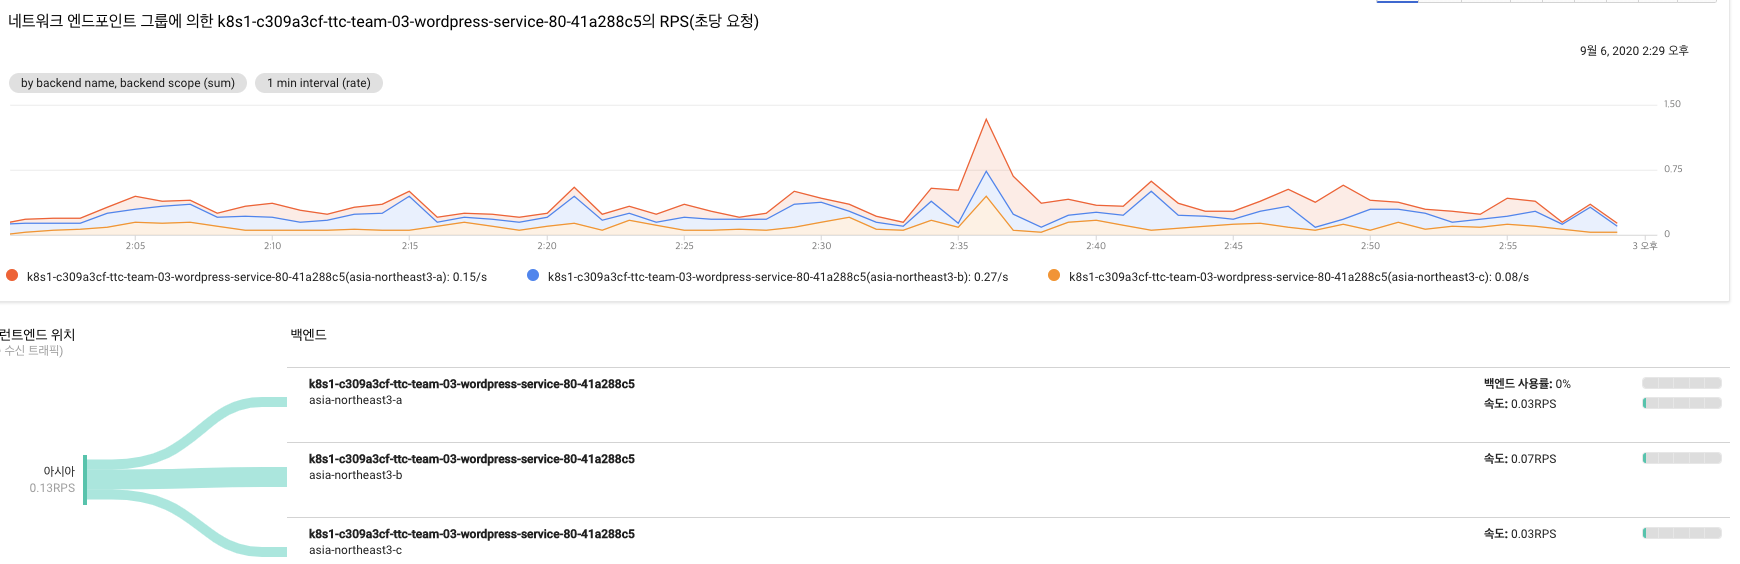 네트워크 엔드포인트 그룹에 의한 k8s1-c309a3cf-ttc-team-03-wordpress-service-80-41a288c5의 RPS(초당 요청)
9월 6, 2020 2:29 오후
by backend name, backend scope (sum)
1 min interval (rate)
1.50
0.75
0
2:05
2:10
2:15
2:20
2:25
2:30
2:35
2:40
2:45
2:50
2:55
3 오후
k8s1-c309a3cf-ttc-team-03-wordpress-service-80-41a288c5(asia-northeast3-a): 0.15/s
k8s1-c309a3cf-ttc-team-03-wordpress-service-80-41a288c5(asia-northeast3-b): 0.27/s
k8s1-c309a3cf-ttc-team-03-wordpress-service-80-41a288c5(asia-northeast3-c): 0.08/s
런트엔드 위치
수신 트래픽)
백엔드
아시아
0.13RPS
k8s1-c309a3cf-ttc-team-03-wordpress-service-80-41a288c5
asia-northeast3-a
백엔드 사용률: 0%
속도: 0.03RPS
k8s1-c309a3cf-ttc-team-03-wordpress-service-80-41a288c5
asia-northeast3-b
속도: 0.07RPS
k8s1-c309a3cf-ttc-team-03-wordpress-service-80-41a288c5
asia-northeast3-c
속도: 0.03RPS